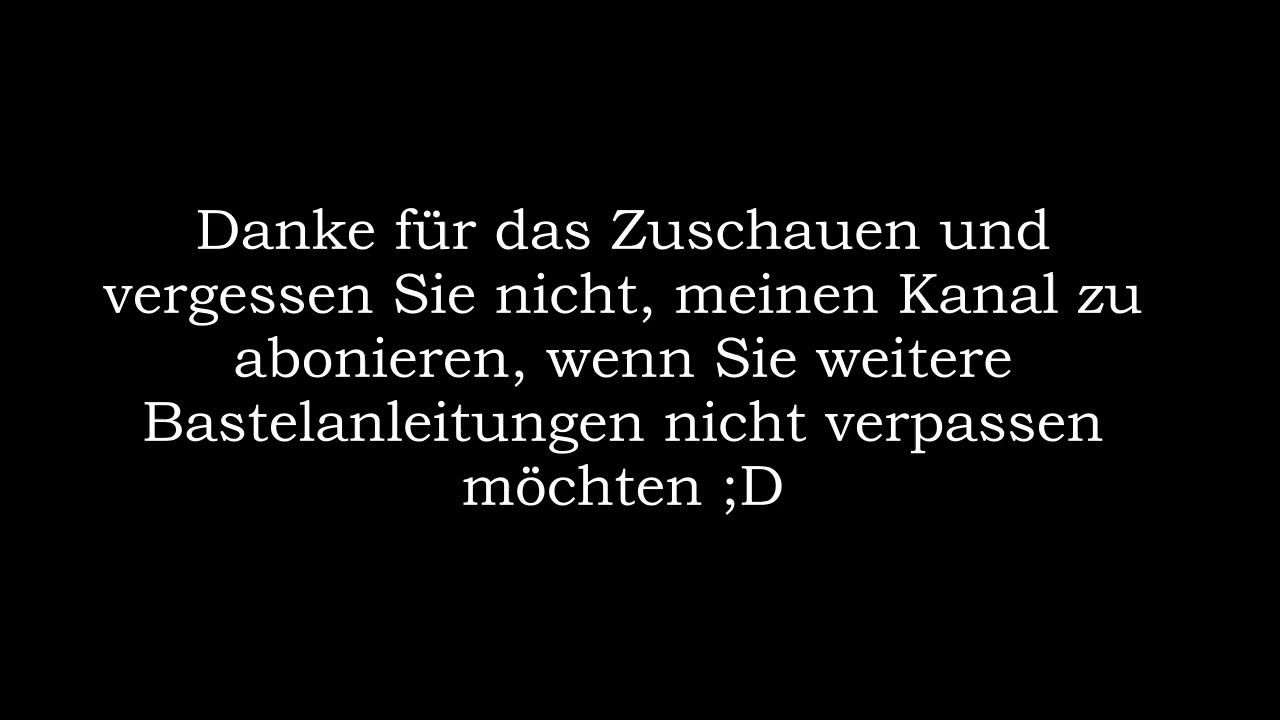 Danke für das Zuschauen und
vergessen Sie nicht, meinen Kanal zu
abonieren, wenn Sie weitere
Bastelanleitungen nicht verpassen
möchten ;D